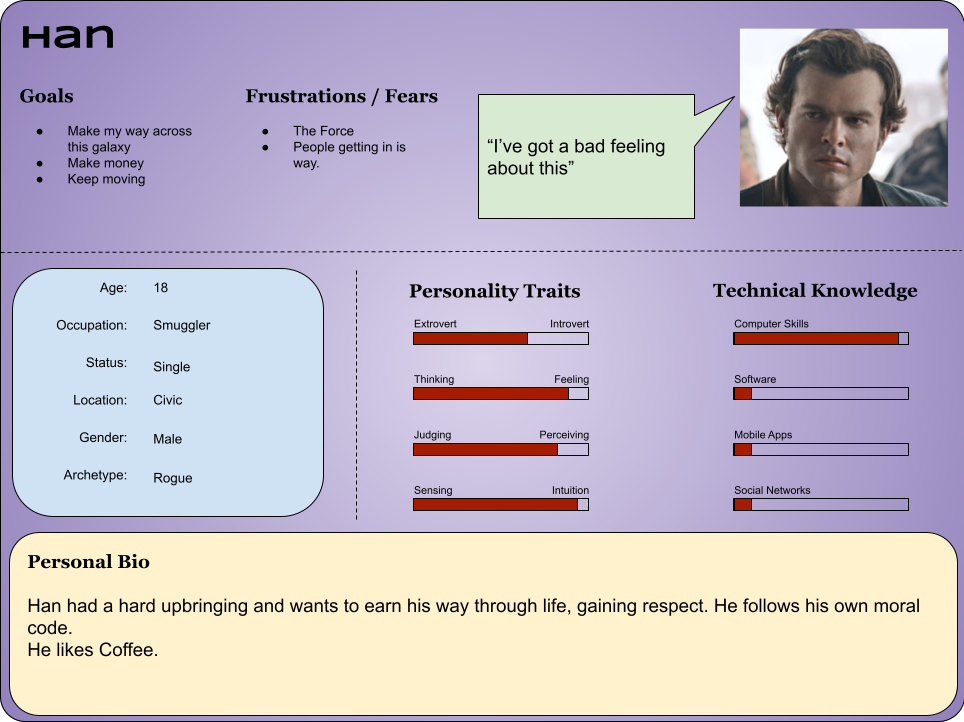 Han
Goals
Frustrations / Fears
● Make my way across
this galaxy
● Make money
● Keep moving
● The Force
● People getting in is
way.
“I’ve got a bad feeling
about this”
Age: 18
Occupation: Smuggler
Status: Single
Location: Civic
Gender: Male
Archetype: Rogue
Personality Traits
Extrovert Introvert
Thinking Feeling
Judging Perceiving
Sensing Intuition
Technical Knowledge
Computer Skills
Software
Mobile Apps
Social Networks
Personal Bio
Han had a hard upbringing and wants to earn his way through life, gaining respect. He follows his own moral
code.
He likes Coffee.